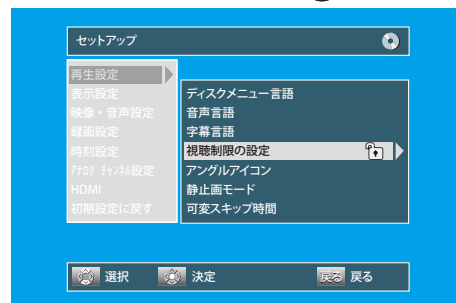 セットアップ
再生設定
表示設定
映像・音声設定
録画設定
時刻設定
ｱﾅﾛｸﾞ ﾁｬﾝﾈﾙ設定
HDMI
初期設定に戻す
ディスクメニュー言語
音声言語
字幕言語
視聴制限の設定
アングルアイコン
静止画モード
可変スキップ時間
選択 決定 戻る 戻る